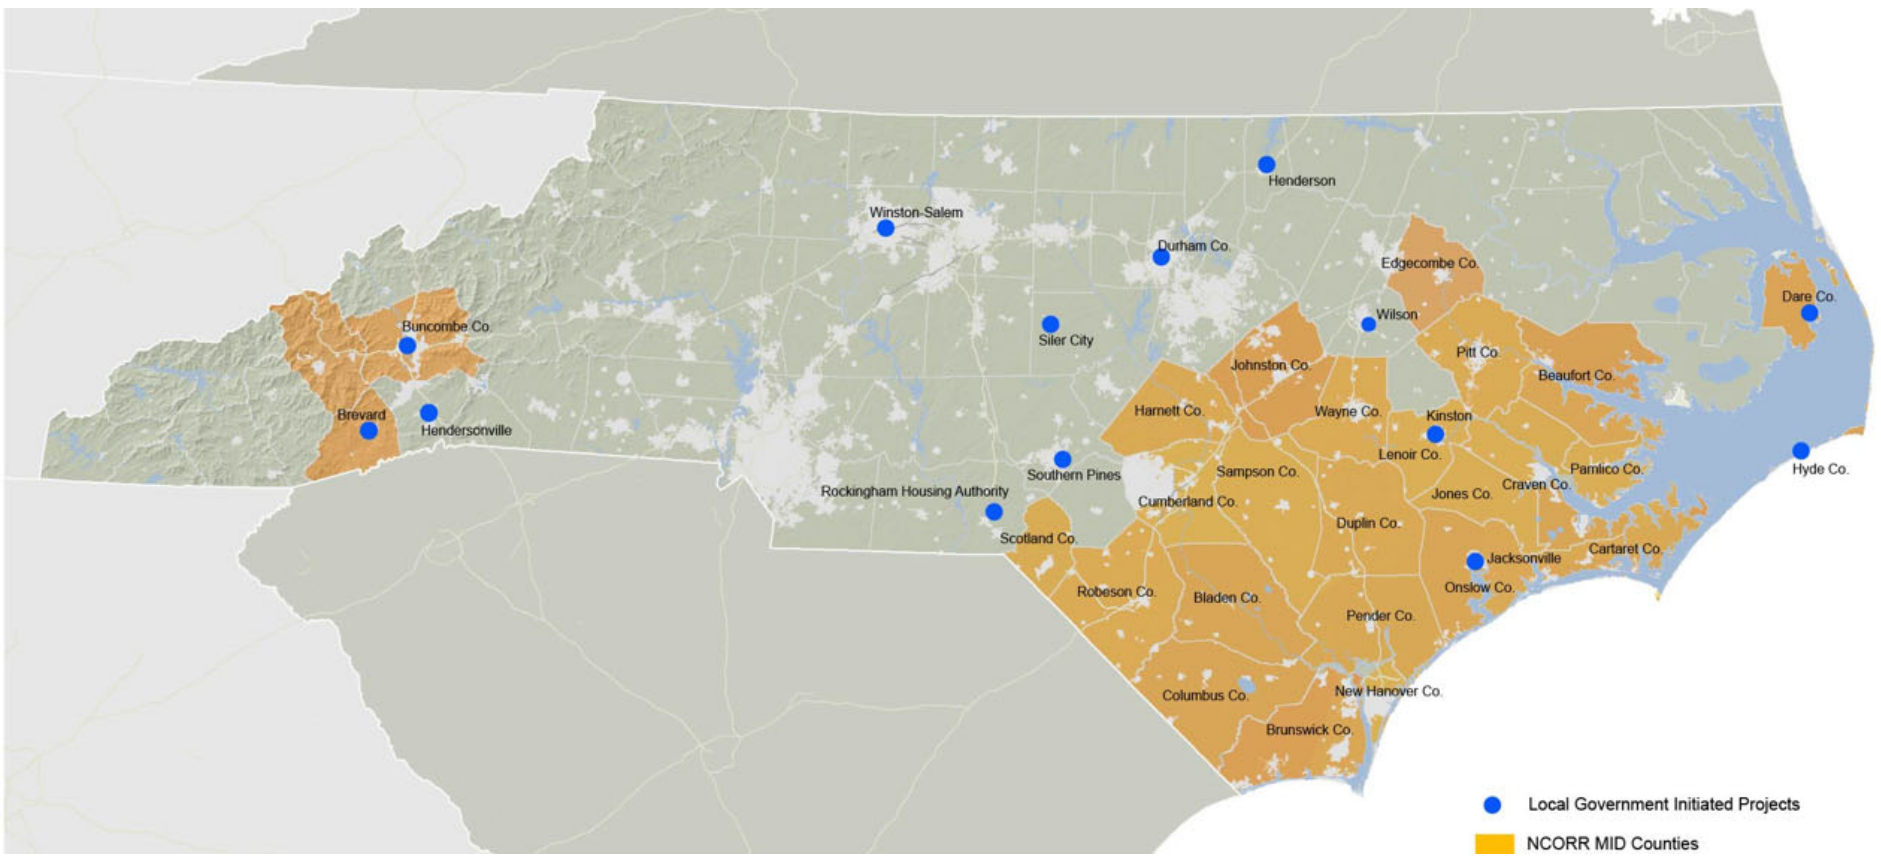 Henderson
Winston-Salem
Durham Co.
Edgecombe Co.
Dare Co.
Buncombe Co.
Wilson
Siler City
Pitt Co.
Johnston Co.
Beaufort Co.
Brevard
Hendersonville
Harnett Co.
Wayne Co.
Kinston
Lenoir Co.
Southern Pines
Sampson Co.
Pamlico Co.
Hyde Co.
Rockingham Housing Authority
Cumberland Co.
Jones Co.
Craven Co.
Duplin Co.
Scotland Co.
Cartaret Co.
Jacksonville
Robeson Co.
Bladen Co.
Onslow Co.
Pender Co.
Columbus Co.
New Hanover Co.
Brunswick Co.
Local Government Initiated Projects
NCORR MID Counties